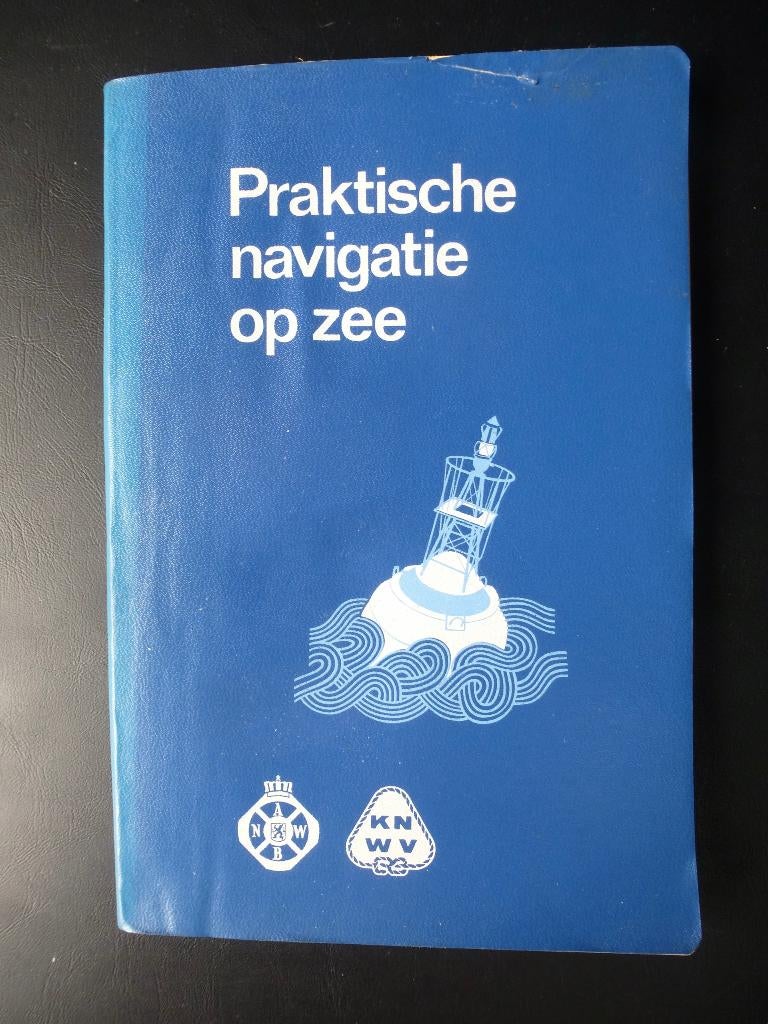 Praktische
navigatie
op zee
A
N W
B
KN
WV